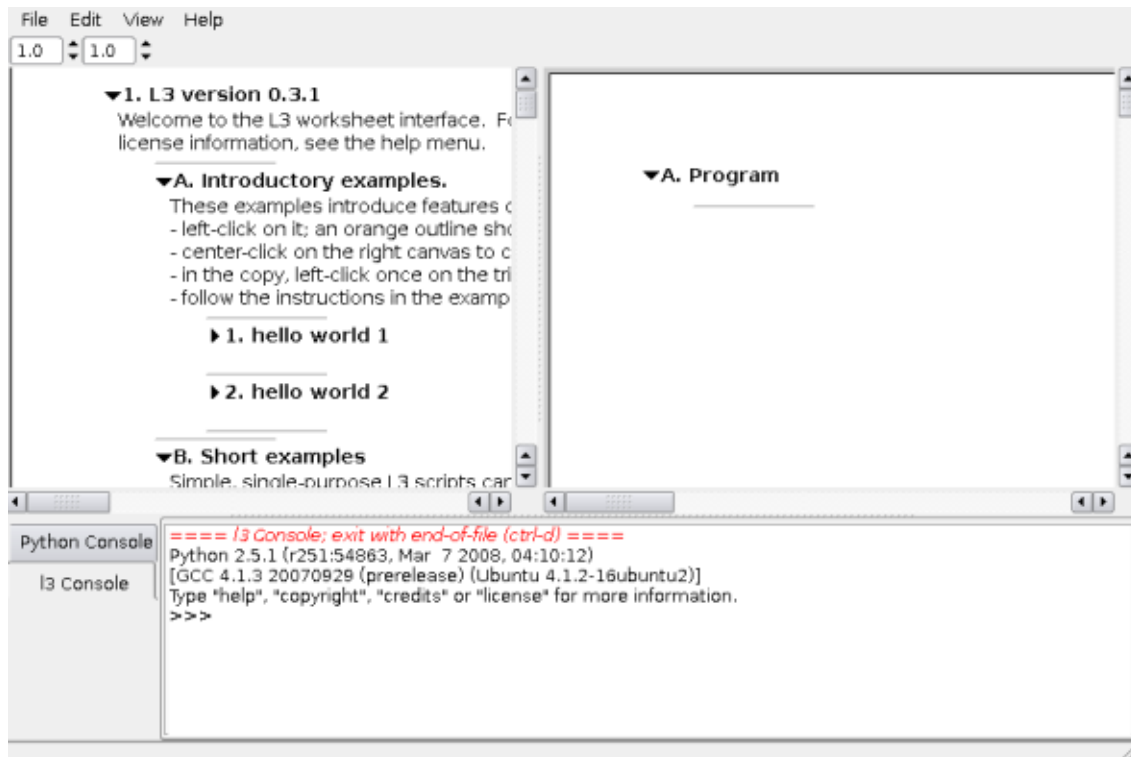 File Edit View Help
1.0 1.0
1. L3 version 0.3.1
Welcome to the L3 worksheet interface. Fo
license information, see the help menu.
A. Introductory examples.
These examples introduce features o
- left-click on it; an orange outline sho
- center-click on the right canvas to c
- in the copy, left-click once on the tri
- follow the instructions in the examp
1. hello world 1
2. hello world 2
B. Short examples
Simple, single-purpose L3 scripts can
A. Program
Python Console
l3 Console
==== l3 Console; exit with end-of-file (ctrl-d) ====
Python 2.5.1 (r251:54863, Mar 7 2008, 04:10:12)
[GCC 4.1.3 20070929 (prerelease) (Ubuntu 4.1.2-16ubuntu2)]
Type "help", "copyright", "credits" or "license" for more information.
>>>